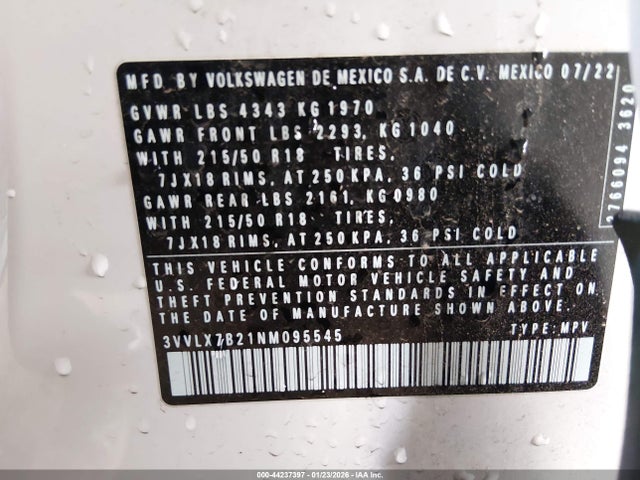 MFD BY VOLKSWAGEN DE MEXICO S.A. DE C.V. MEXICO 07/22
GVWR LBS 4343 KG 1970
GAWR FRONT LBS 2293, KG 1040
WITH 215/50 R18 TIRES,
7JX18 RIMS, AT 250 KPA, 36 PSI COLD
GAWR REAR LBS 2161, KG 0980
WITH 215/50 R18 TIRES,
7JX18 RIMS, AT 250 KPA, 36 PSI COLD
THIS VEHICLE CONFORMS TO ALL APPLICABLE
U.S. FEDERAL MOTOR VEHICLE SAFETY AND
THEFT PREVENTION STANDARDS IN EFFECT ON
THE DATE OF MANUFACTURE SHOWN ABOVE.
3VVLX7B21NM095545 TYPE: MPV
3620
000-44237397 - 01/23/2026 - IAAI.COM